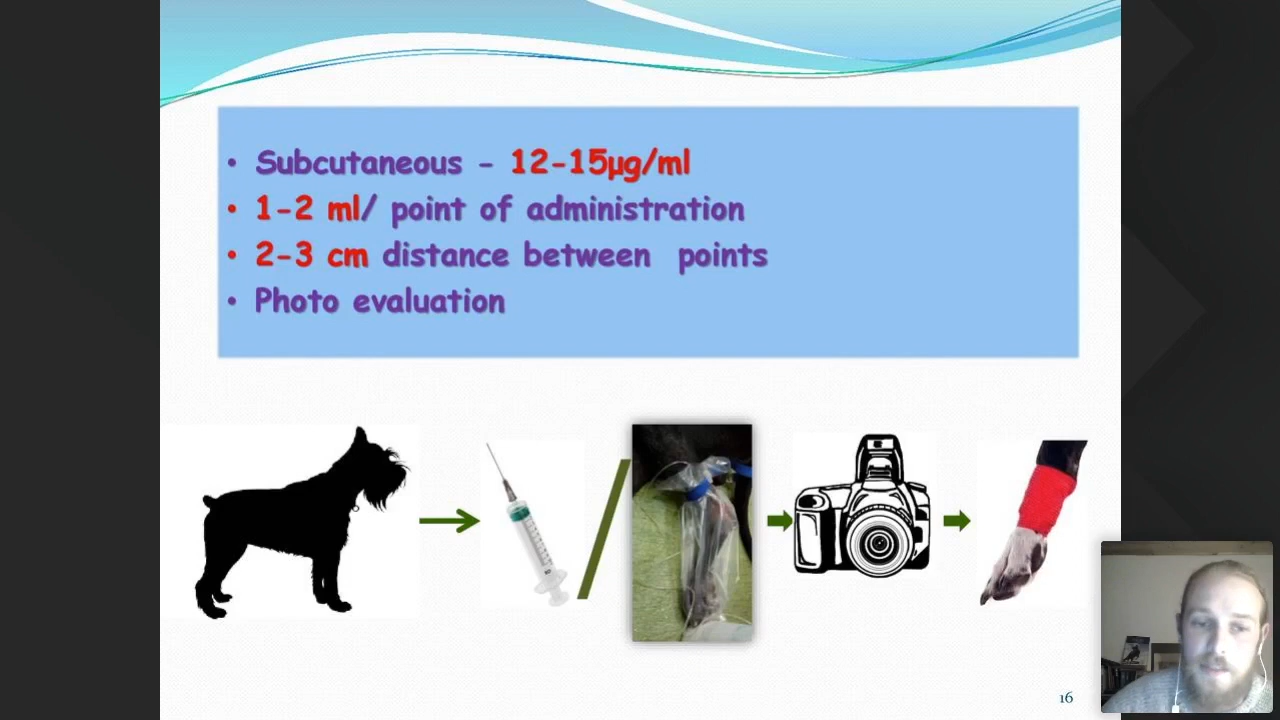 • Subcutaneous - 12-15µg/ml
• 1-2 ml/ point of administration
• 2-3 cm distance between points
• Photo evaluation
16